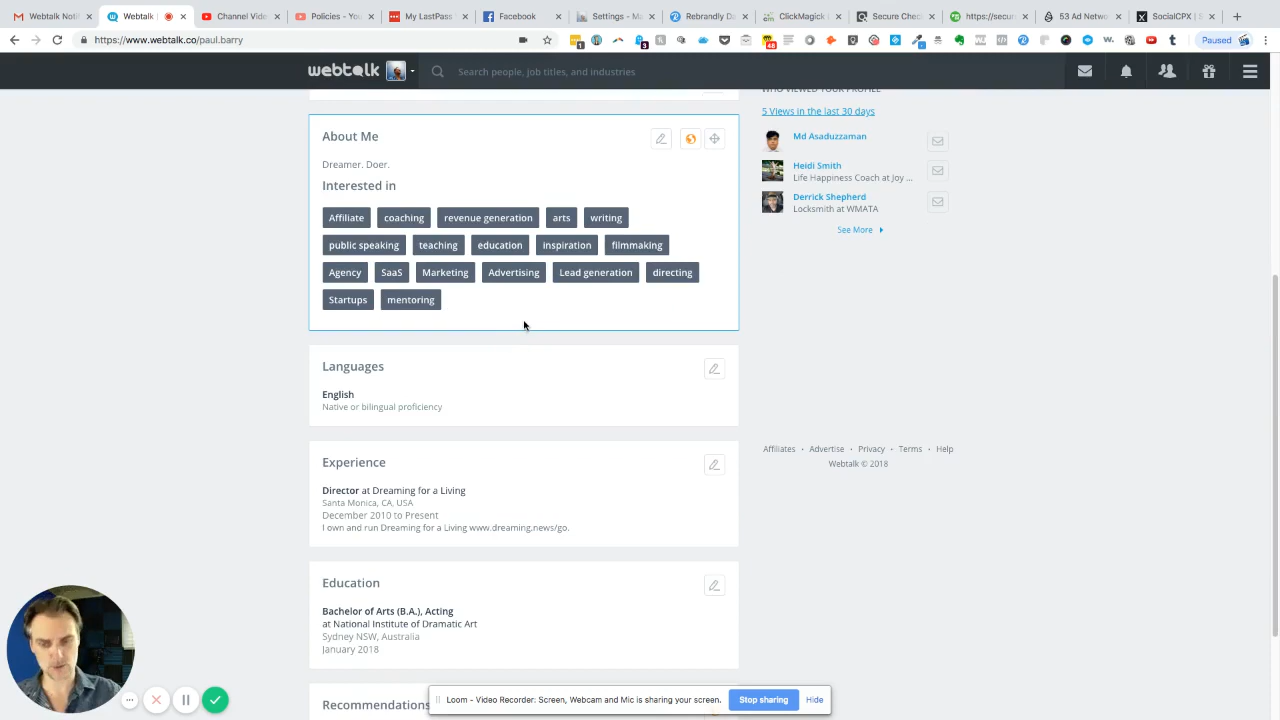 Webtalk Notif
Webtalk
Channel Vide
Policies - You
My LastPass
Facebook
Settings - Ma
Rebrandly Da
ClickMagick
Secure Chec
https://secur
53 Ad Netwo
SocialCPX | S
https://www.webtalk.co/paul.barry
1
3
48
Paused
webtalk
Search people, job titles, and industries
WHO VIEWED YOUR PROFILE
5 Views in the last 30 days
Md Asaduzzaman
Heidi Smith
Life Happiness Coach at Joy ...
Derrick Shepherd
Locksmith at WMATA
See More
About Me
Dreamer. Doer.
Interested in
Affiliate coaching revenue generation arts writing
public speaking teaching education inspiration filmmaking
Agency SaaS Marketing Advertising Lead generation directing
Startups mentoring
Languages
English
Native or bilingual proficiency
Experience
Director at Dreaming for a Living
Santa Monica, CA, USA
December 2010 to Present
I own and run Dreaming for a Living www.dreaming.news/go.
Education
Bachelor of Arts (B.A.), Acting
at National Institute of Dramatic Art
Sydney NSW, Australia
January 2018
Recommendations
Affiliates · Advertise · Privacy · Terms · Help
Webtalk © 2018
Loom - Video Recorder: Screen, Webcam and Mic is sharing your screen.
Stop sharing
Hide